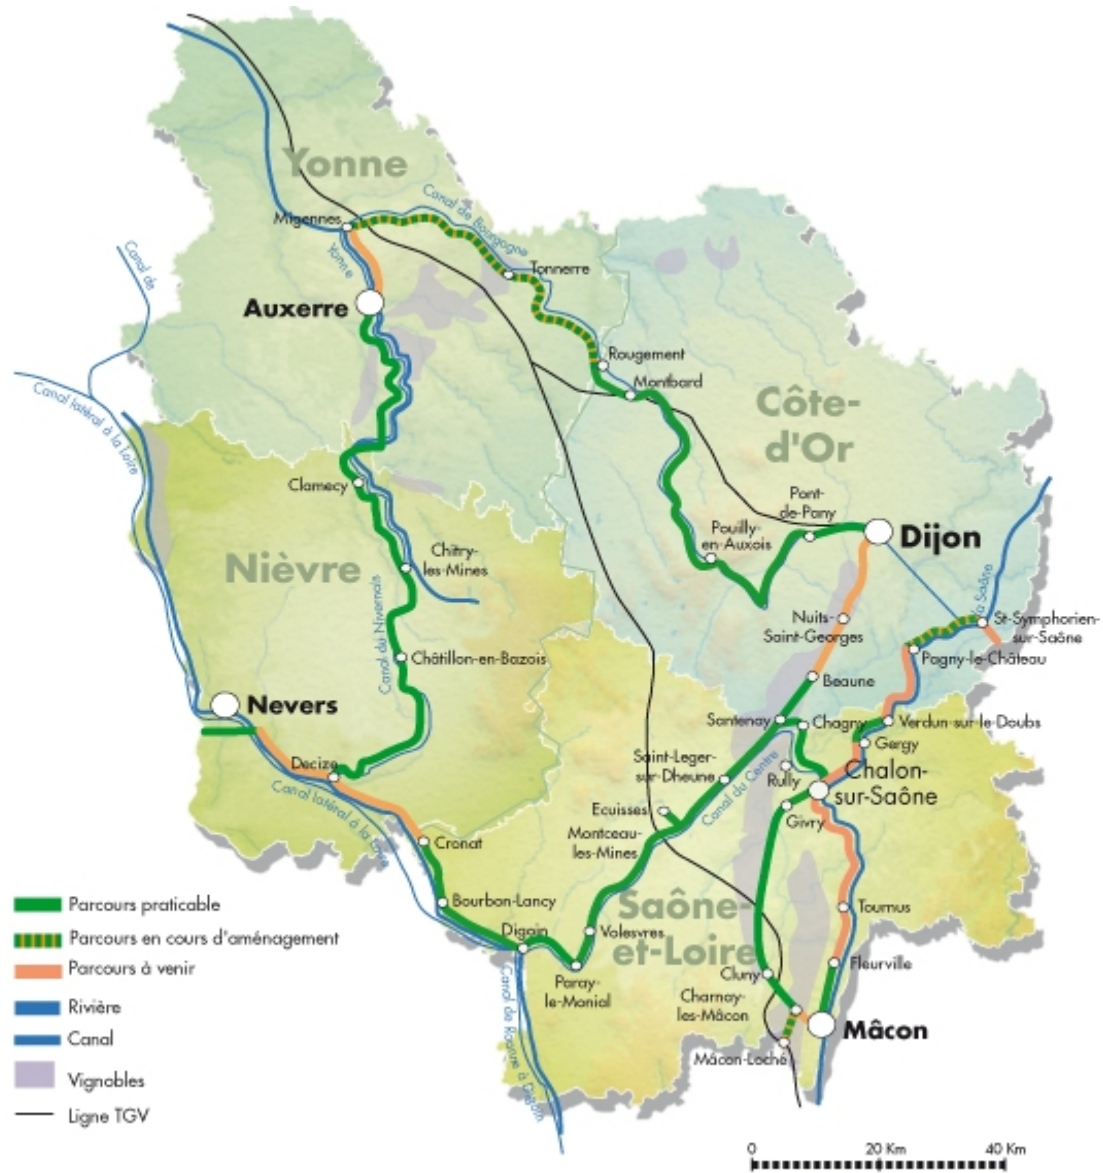 Yonne
Canal de Bourgogne
Migennes
Yonne
Tonnerre
Canal de
Auxerre
Rougement
Montbard
Canal latéral à la Loire
Côte-
d'Or
Clamecy
Pont-
de-Pany
Pouilly-
en-Auxois
Dijon
Chitry-
les-Mines
Nièvre
la Saône
Canal du Nivernais
Nuits-
Saint-Georges
St-Symphorien-
sur-Saône
Châtillon-en-Bazois
Pagny-le-Château
Beaune
Nevers
Santenay
Chagny
Verdun-sur-le-Doubs
Gergy
Decize
Saint-Leger-
sur-Dheune
Canal du Centre
Rully
Chalon-
sur-Saône
Canal latéral à la Loire
Ecuisses
Givry
Montceau-
les-Mines
Cronat
Bourbon-Lancy
Saône-
et-Loire
Tournus
Digoin
Volesvres
Fleurville
Paray-
le-Monial
Cluny
Charnay-
les-Mâcon
Mâcon
Canal de Roanne à Digoin
Mâcon-Loché
Parcours praticable
Parcours en cours d'aménagement
Parcours à venir
Rivière
Canal
Vignobles
Ligne TGV
0 20 Km 40 Km